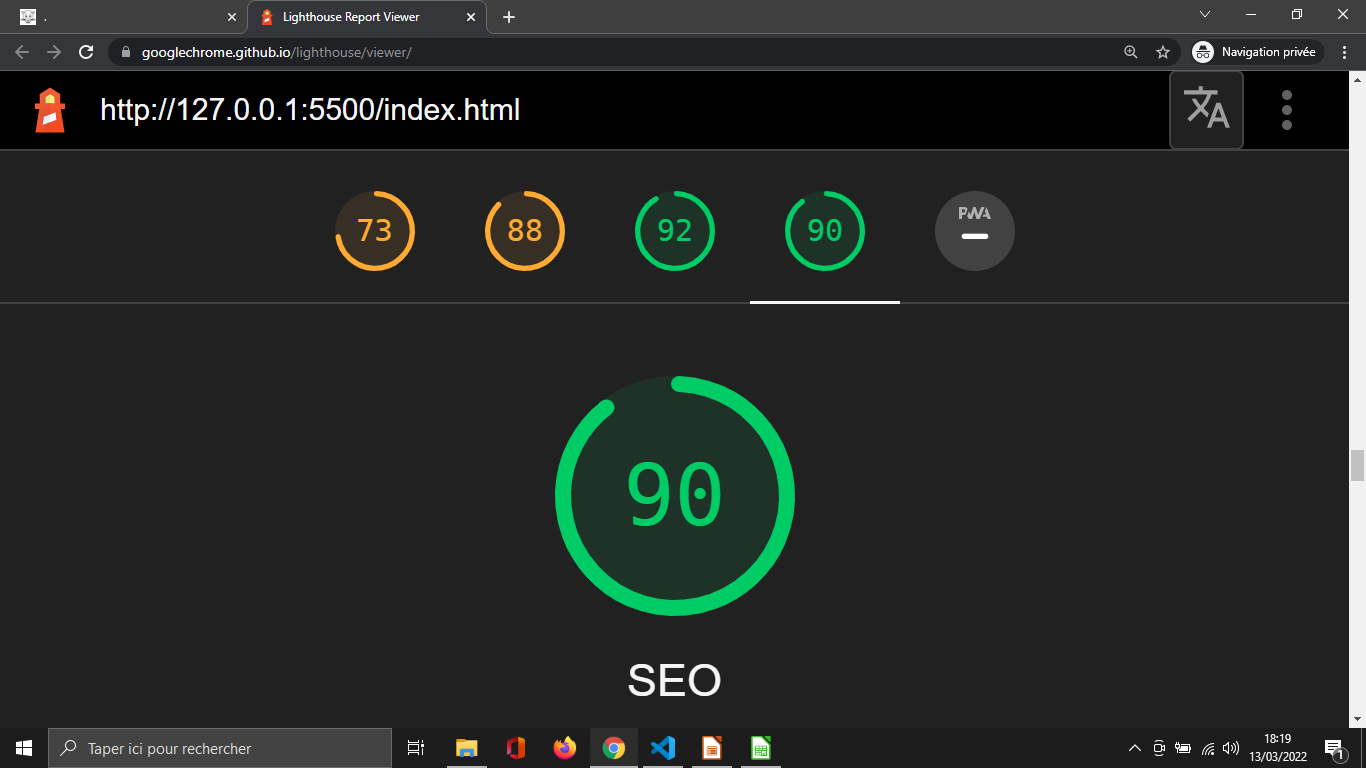 .
Lighthouse Report Viewer
googlechrome.github.io/lighthouse/viewer/
Navigation privée
http://127.0.0.1:5500/index.html
73
88
92
90
PWA
90
SEO
Taper ici pour rechercher
18:19
13/03/2022
1